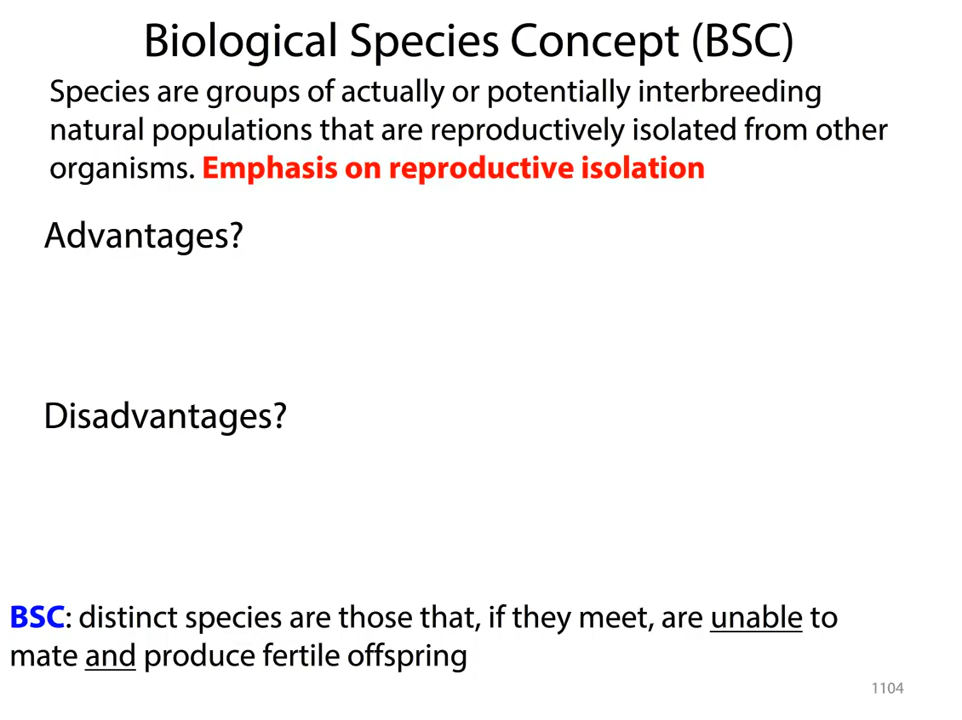 Biological Species Concept (BSC)
Species are groups of actually or potentially interbreeding
natural populations that are reproductively isolated from other
organisms. Emphasis on reproductive isolation
Advantages?
Disadvantages?
BSC: distinct species are those that, if they meet, are unable to
mate and produce fertile offspring
1104